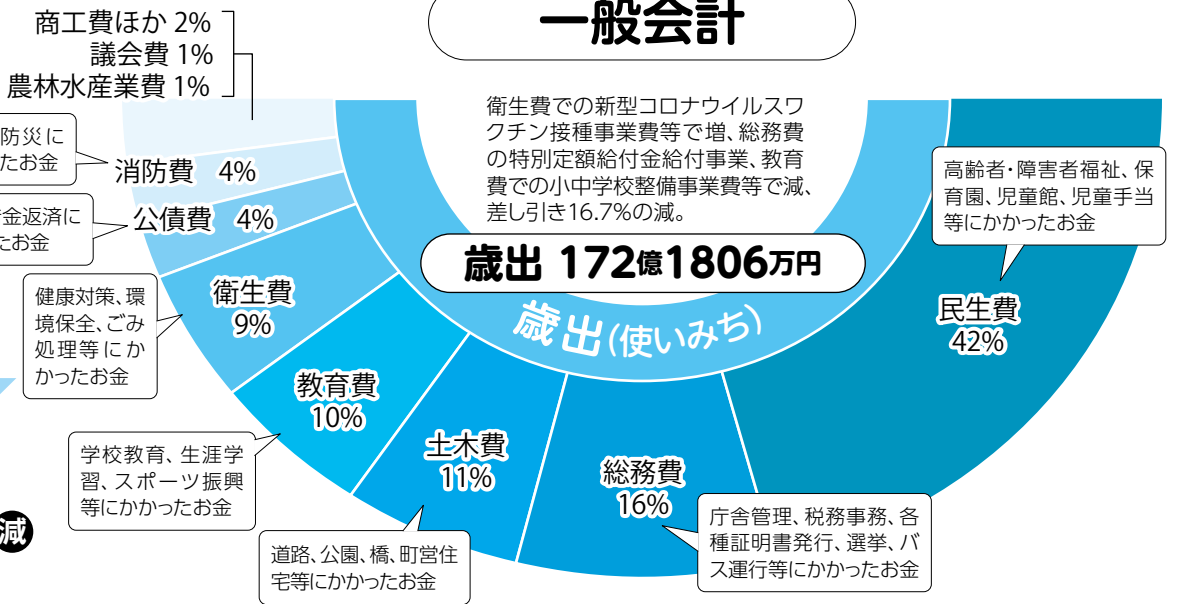 一般会計
商工費ほか 2%
議会費 1%
農林水産業費 1%
衛生費での新型コロナウイルスワ
クチン接種事業費等で増、総務費
の特別定額給付金給付事業、教育
費での小中学校整備事業費等で減、
差し引き16.7%の減。
歳出 172億1806万円
歳出(使いみち)
防災に
たお金
消防費 4%
金返済に
たお金
公債費 4%
健康対策、環
境保全、ごみ
処理等にか
かったお金
衛生費
9%
学校教育、生涯学
習、スポーツ振興
等にかかったお金
教育費
10%
道路、公園、橋、町営住
宅等にかかったお金
土木費
11%
庁舎管理、税務事務、各
種証明書発行、選挙、バ
ス運行等にかかったお金
総務費
16%
高齢者・障害者福祉、保
育園、児童館、児童手当
等にかかったお金
民生費
42%
減